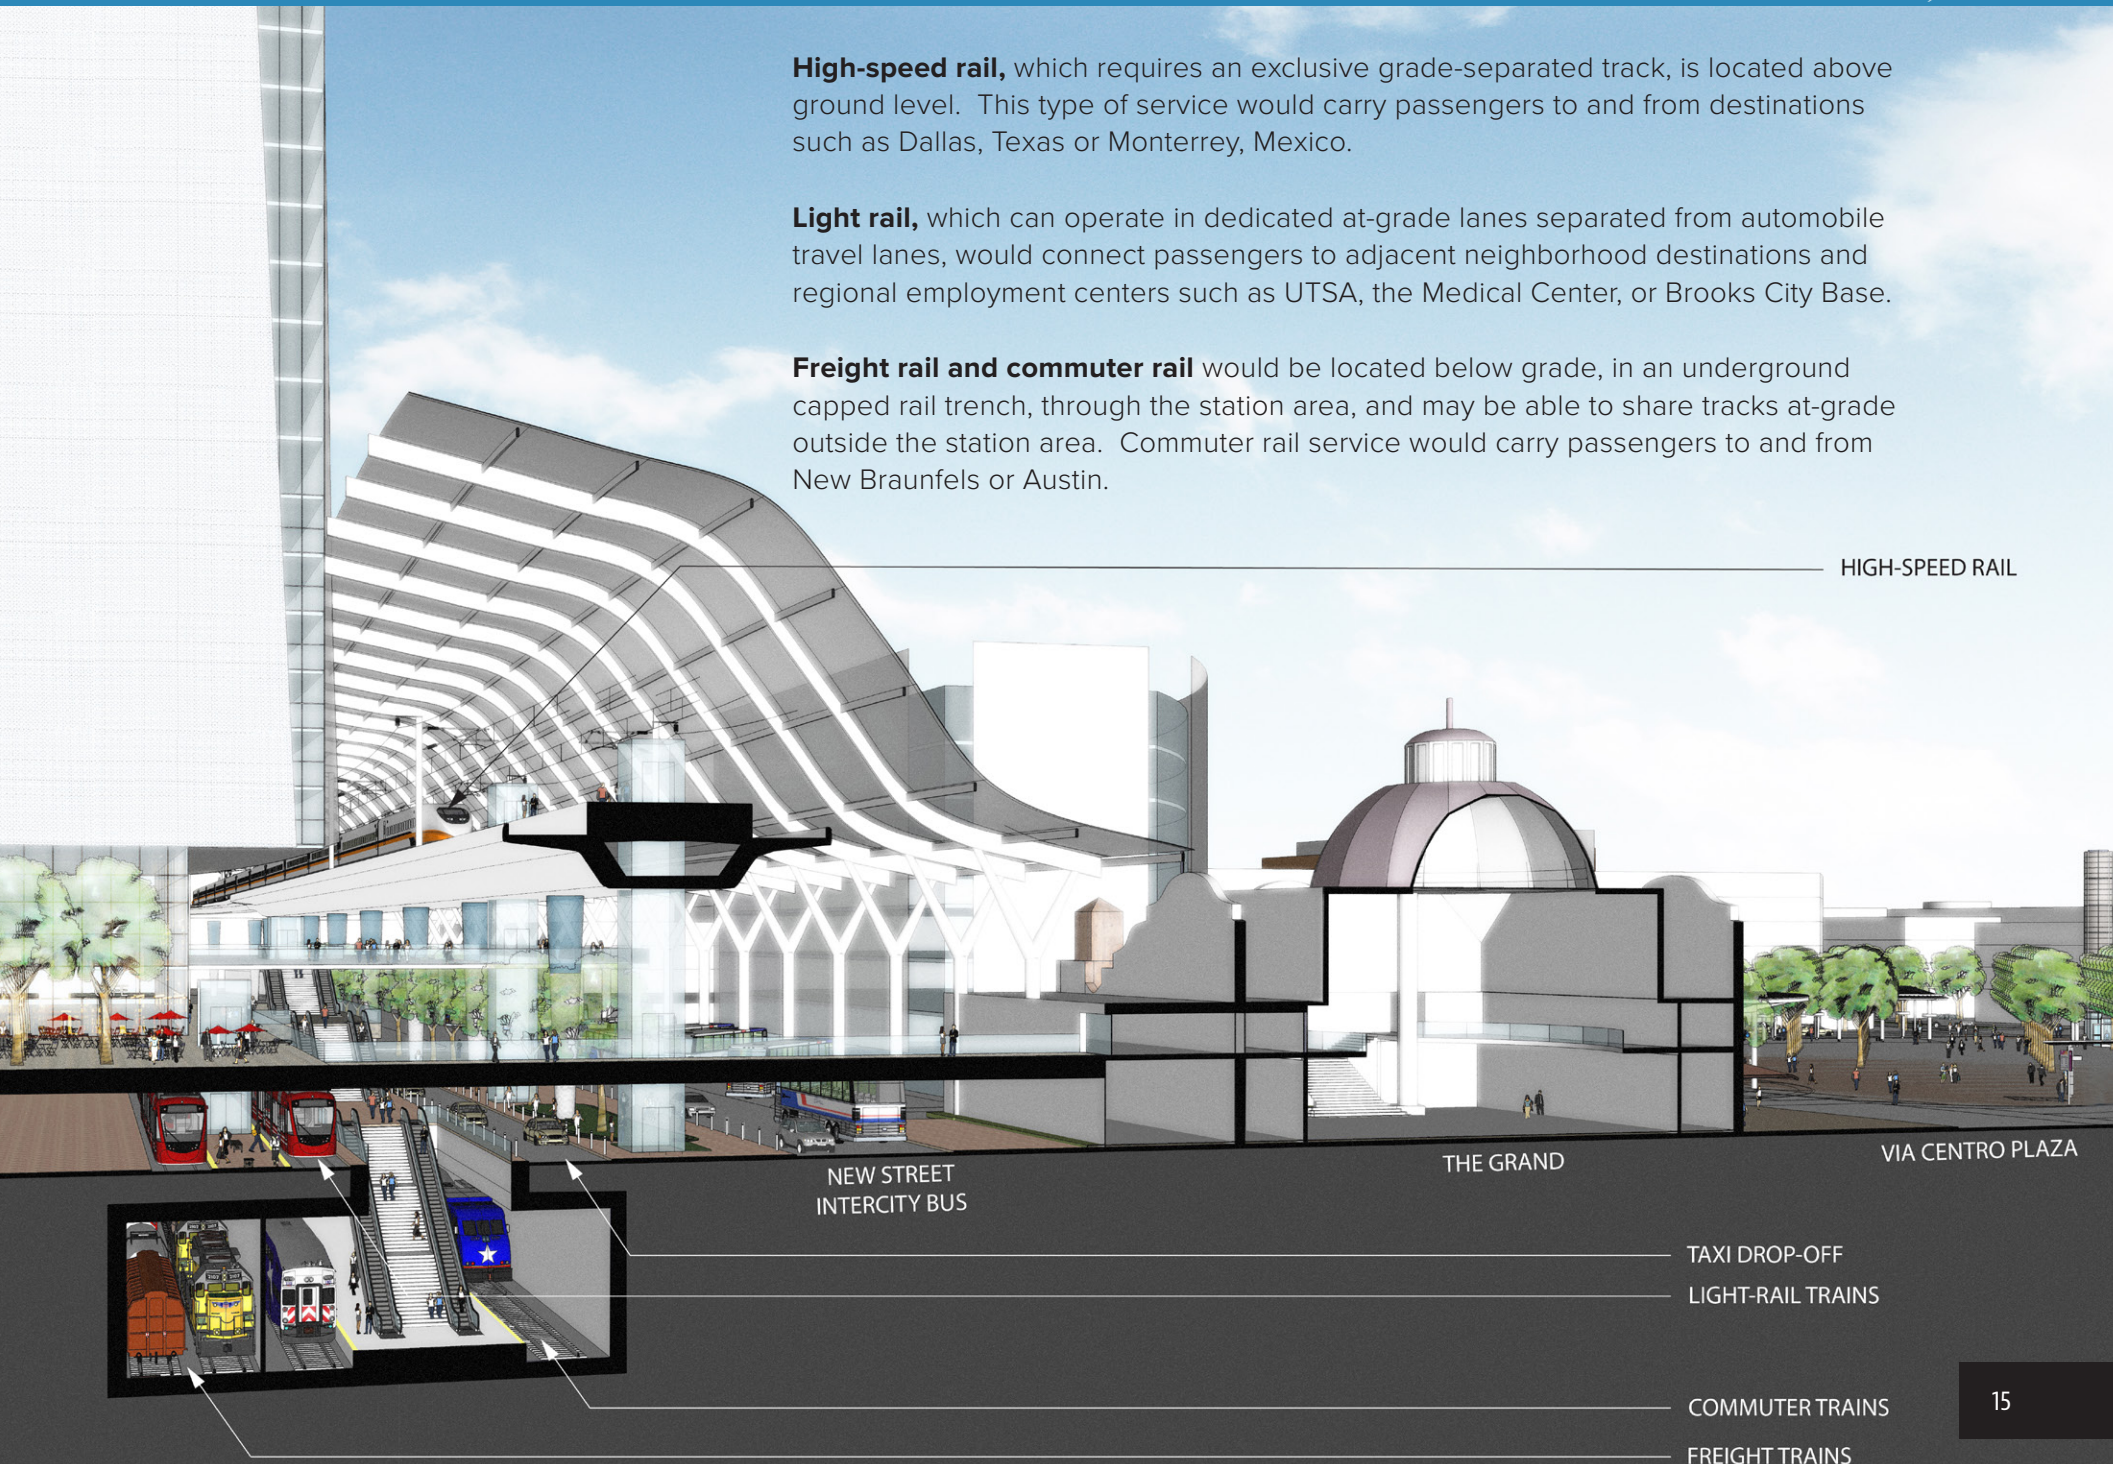 High-speed rail, which requires an exclusive grade-separated track, is located above
ground level.  This type of service would carry passengers to and from destinations
such as Dallas, Texas or Monterrey, Mexico.
Light rail, which can operate in dedicated at-grade lanes separated from automobile
travel lanes, would connect passengers to adjacent neighborhood destinations and
regional employment centers such as UTSA, the Medical Center, or Brooks City Base.
Freight rail and commuter rail would be located below grade, in an underground
capped rail trench, through the station area, and may be able to share tracks at-grade
outside the station area.  Commuter rail service would carry passengers to and from
New Braunfels or Austin.
HIGH-SPEED RAIL
NEW STREET
INTERCITY BUS
THE GRAND
VIA CENTRO PLAZA
TAXI DROP-OFF
LIGHT-RAIL TRAINS
COMMUTER TRAINS
15
FREIGHT TRAINS